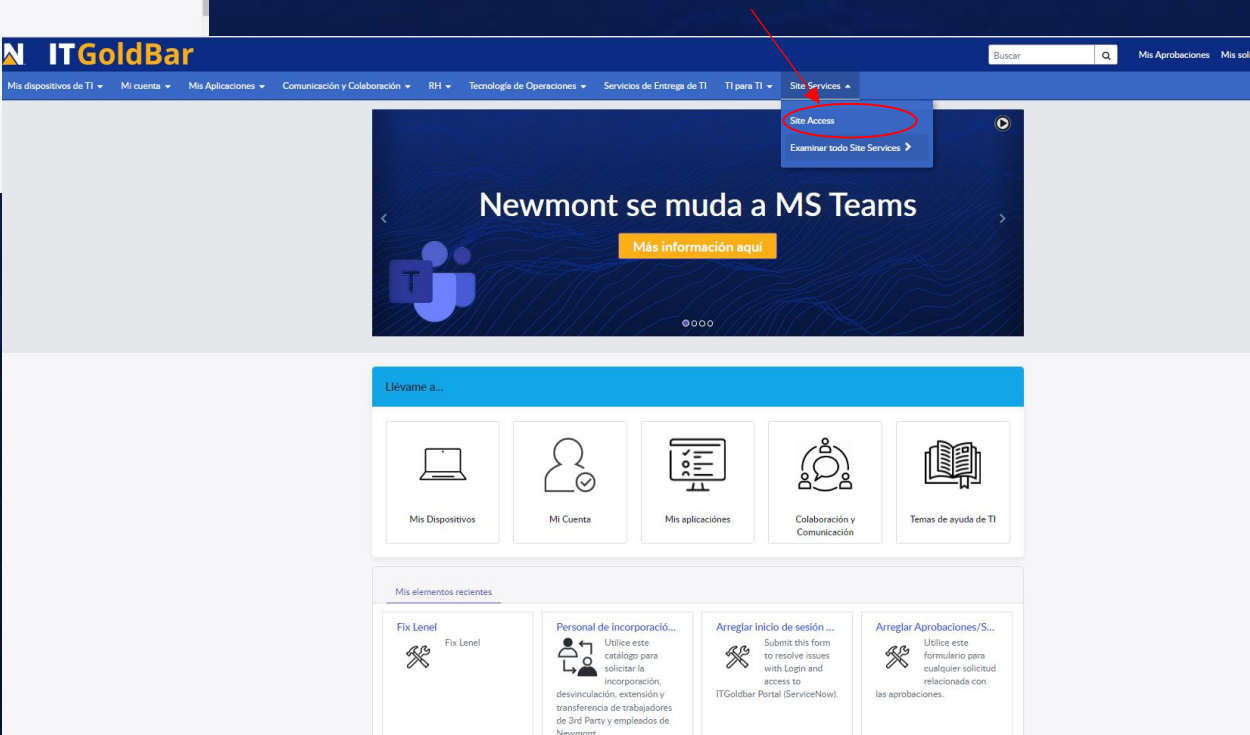 N ITGoldBar
Buscar
Mis Aprobaciones Mis soli
Mis dispositivos de TI Mi cuenta Mis Aplicaciones Comunicación y Colaboración RH Tecnología de Operaciones Servicios de Entrega de TI TI para TI Site Services
Site Access
Examinar todo Site Services
Newmont se muda a MS Teams
Más información aquí
T
Llévame a...
Mis Dispositivos
Mi Cuenta
Mis aplicaciónes
Colaboración y
Comunicación
Temas de ayuda de TI
Mis elementos recientes
Fix Lenel
Fix Lenel
Personal de incorporació...
Utilice este
catálogo para
solicitar la
incorporación,
desvinculación, extensión y
transferencia de trabajadores
de 3rd Party y empleados de
Newmont
Arreglar inicio de sesión ...
Submit this form
to resolve issues
with Login and
access to
ITGoldbar Portal (ServiceNow).
Arreglar Aprobaciones/S...
Utilice este
formulario para
cualquier solicitud
relacionada con
las aprobaciones.